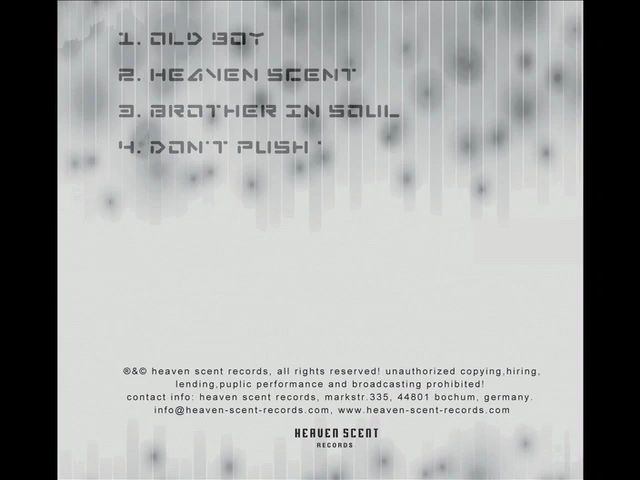 1. OLD BOY
2. HEAVEN SCENT
3. BROTHER IN SOUL
4. DON'T PUSH '
®&© heaven scent records, all rights reserved! unauthorized copying,hiring,
lending,puplic performance and broadcasting prohibited!
contact info: heaven scent records, markstr.335, 44801 bochum, germany.
info@heaven-scent-records.com, www.heaven-scent-records.com
HEAVEN SCENT
RECORDS